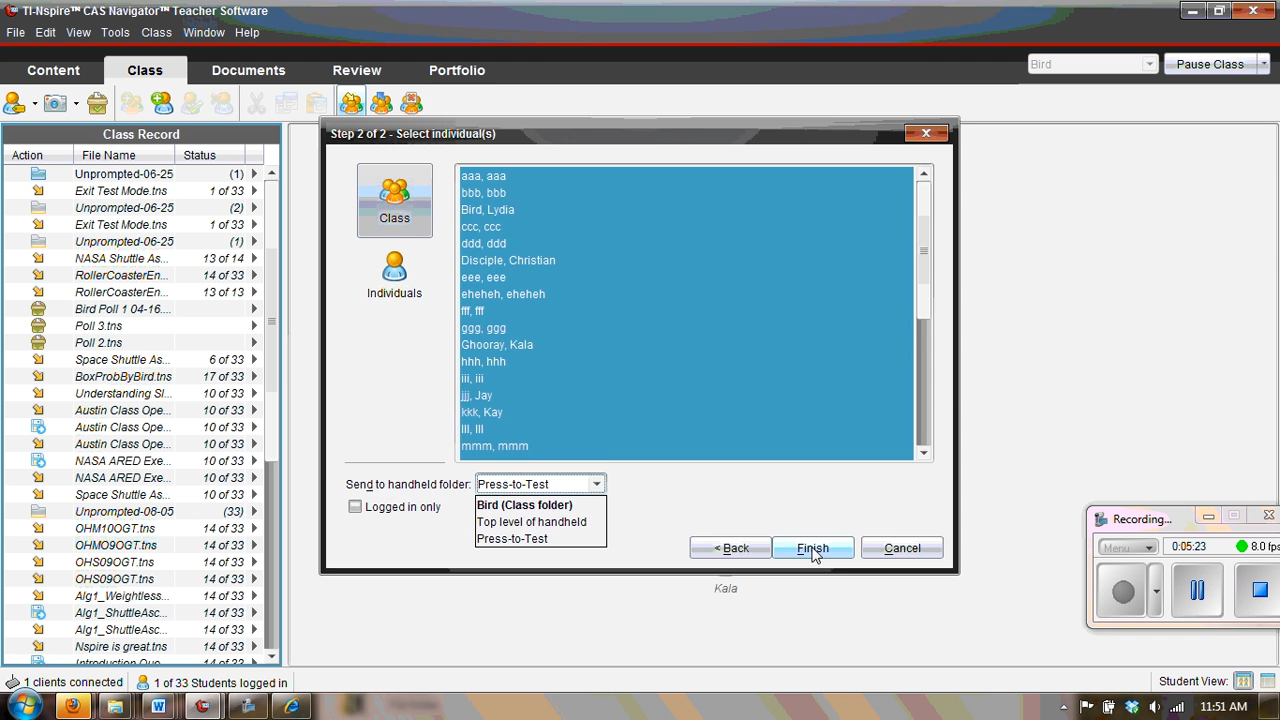 TI-Nspire™ CAS Navigator™ Teacher Software
File Edit View Tools Class Window Help
Content Class Documents Review Portfolio
Bird Pause Class
Class Record
Action File Name Status
Unprompted-06-25 (1)
Exit Test Mode.tns 1 of 33
Unprompted-06-25 (2)
Exit Test Mode.tns 1 of 33
Unprompted-06-25 (1)
NASA Shuttle As... 13 of 14
RollerCoasterEn... 14 of 33
RollerCoasterEn... 13 of 13
Bird Poll 1 04-16...
Poll 3.tns
Poll 2.tns
Space Shuttle As... 6 of 33
BoxProbByBird.tns 17 of 33
Understanding Sl... 10 of 33
Austin Class Ope... 10 of 33
Austin Class Ope... 10 of 33
Austin Class Ope... 10 of 33
NASA ARED Exe... 10 of 33
NASA ARED Exe... 10 of 33
Space Shuttle As... 10 of 33
Unprompted-08-05 (33)
OHM10OGT.tns 14 of 33
OHMO9OGT.tns 14 of 33
OHS09OGT.tns 14 of 33
OHS09OGT.tns 14 of 33
Alg1_Weightless... 14 of 33
Alg1_ShuttleAsc... 14 of 33
Alg1_ShuttleAsc... 14 of 33
Nspire is great.tns 14 of 33
Introduction Que... 14 of 33
Step 2 of 2 - Select individual(s)
Class
Individuals
aaa, aaa
bbb, bbb
Bird, Lydia
ccc, ccc
ddd, ddd
Disciple, Christian
eee, eee
eheheh, eheheh
fff, fff
ggg, ggg
Ghooray, Kala
hhh, hhh
iii, iii
jjj, Jay
kkk, Kay
lll, lll
mmm, mmm
Send to handheld folder: Press-to-Test
Logged in only
Bird (Class folder)
Top level of handheld
Press-to-Test
< Back Finish Cancel
Kala
Recording...
Menu 0:05:23 8.0 fp
1 clients connected 1 of 33 Students logged in
Student View:
11:51 AM